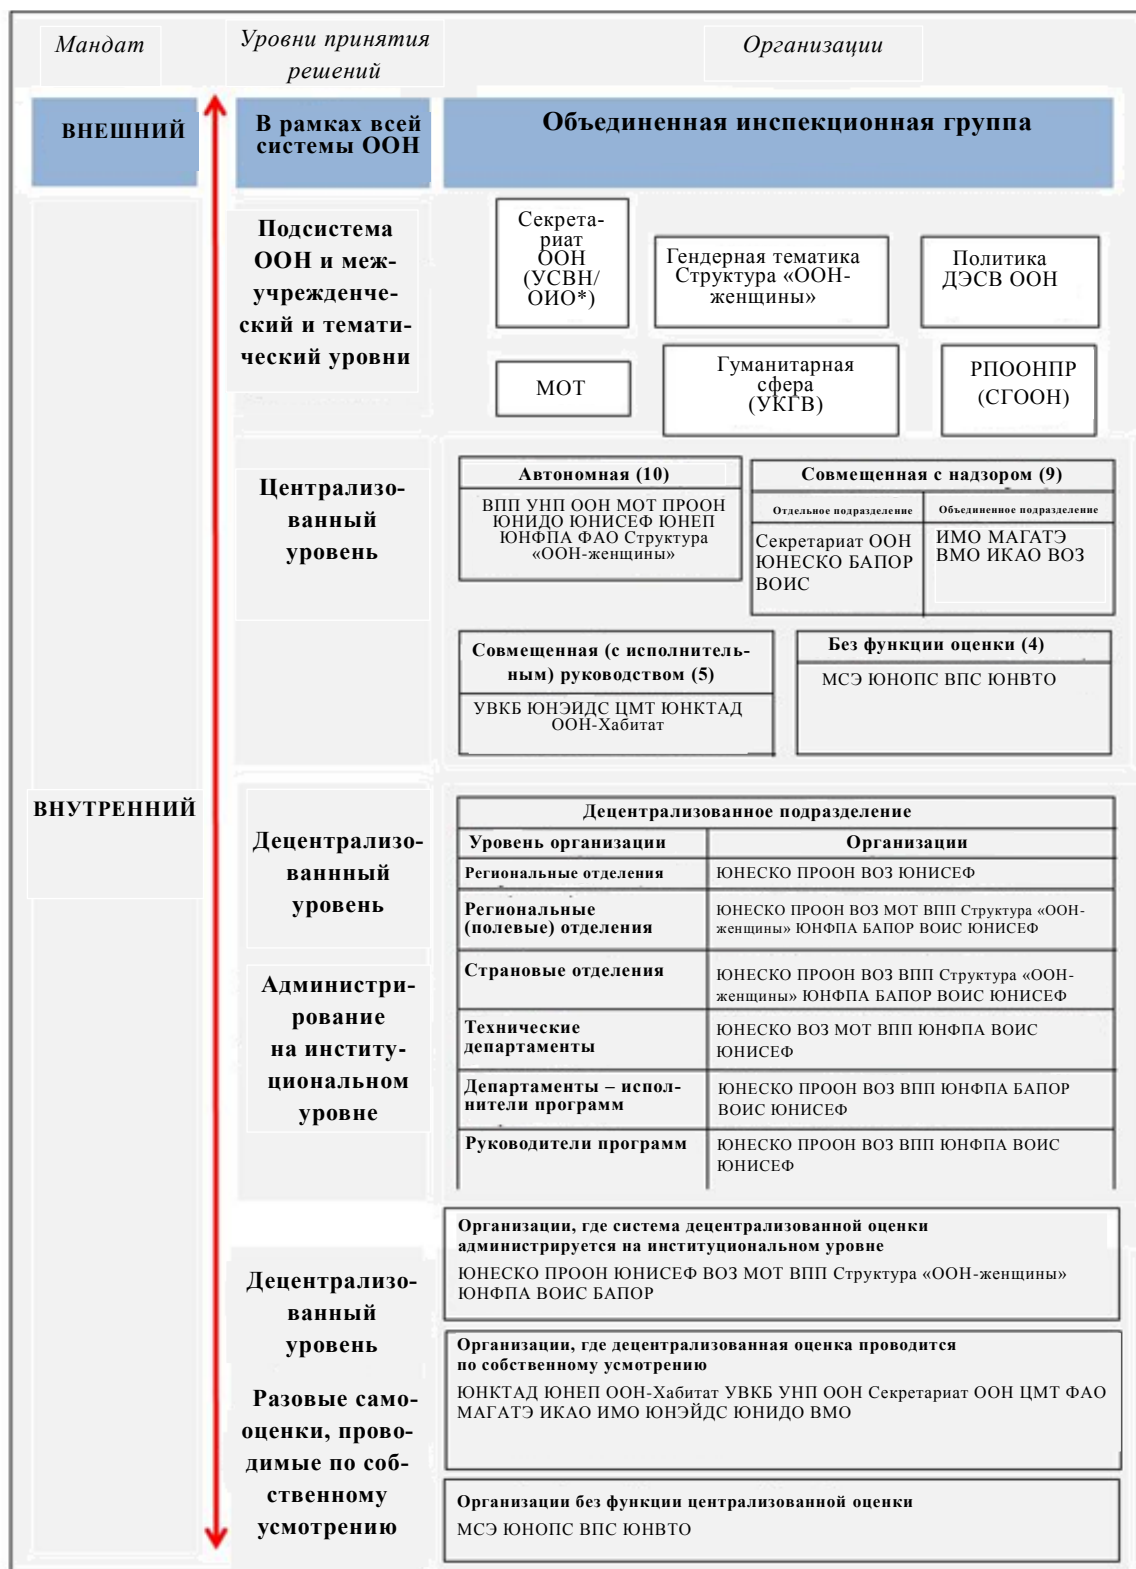 Мандат
Уровни принятия
решений
Организации
ВНЕШНИЙ
В рамках всей
системы ООН
Объединенная инспекционная группа
Подсистема
ООН и меж-
учрежденче-
ский и темати-
ческий уровни
Секрета-
риат
ООН
(УСВН/
ОИО*)
Гендерная тематика
Структура «ООН-
женщины»
Политика
ДЭСВ ООН
МОТ
Гуманитарная
сфера
(УКГВ)
РПООНПР
(СГООН)
Централизо-
ванный
уровень
Автономная (10)
ВПП УНП ООН МОТ ПРООН
ЮНИДО ЮНИСЕФ ЮНЕП
ЮНФПА ФАО Структура
«ООН-женщины»
Совмещенная с надзором (9)
Отдельное подразделение
Объединенное подразделение
Секретариат ООН
ЮНЕСКО БАПОР
ВОИС
ИМО МАГАТЭ
ВМО ИКАО ВОЗ
Совмещенная (с исполнитель-
ным) руководством (5)
УВКБ ЮНЭЙДС ЦМТ ЮНКТАД
ООН-Хабитат
Без функции оценки (4)
МСЭ ЮНОПС ВПС ЮНВТО
ВНУТРЕННИЙ
Децентрализо-
ваннный
уровень
Администри-
рование
на институ-
циональном
уровне
Децентрализованное подразделение
Уровень организации
Организации
Региональные отделения
ЮНЕСКО ПРООН ВОЗ ЮНИСЕФ
Региональные
(полевые) отделения
ЮНЕСКО ПРООН ВОЗ МОТ ВПП Структура «ООН-
женщины» ЮНФПА БАПОР ВОИС ЮНИСЕФ
Страновые отделения
ЮНЕСКО ПРООН ВОЗ ВПП Структура «ООН-
женщины» ЮНФПА БАПОР ВОИС ЮНИСЕФ
Технические
департаменты
ЮНЕСКО ВОЗ МОТ ВПП ЮНФПА ВОИС
ЮНИСЕФ
Департаменты – испол-
нители программ
ЮНЕСКО ПРООН ВОЗ ВПП ЮНФПА БАПОР
ВОИС ЮНИСЕФ
Руководители программ
ЮНЕСКО ПРООН ВОЗ ВПП ЮНФПА ВОИС
ЮНИСЕФ
Децентрализо-
ванный
уровень
Разовые само-
оценки, прово-
димые по соб-
ственному
усмотрению
Организации, где система децентрализованной оценки
администрируется на институциональном уровне
ЮНЕСКО ПРООН ЮНИСЕФ ВОЗ МОТ ВПП Структура «ООН-женщины»
ЮНФПА ВОИС БАПОР
Организации, где децентрализованная оценка проводится
по собственному усмотрению
ЮНКТАД ЮНЕП ООН-Хабитат УВКБ УНП ООН Секретариат ООН ЦМТ ФАО
МАГАТЭ ИКАО ИМО ЮНЭЙДС ЮНИДО ВМО
Организации без функции централизованной оценки
МСЭ ЮНОПС ВПС ЮНВТО